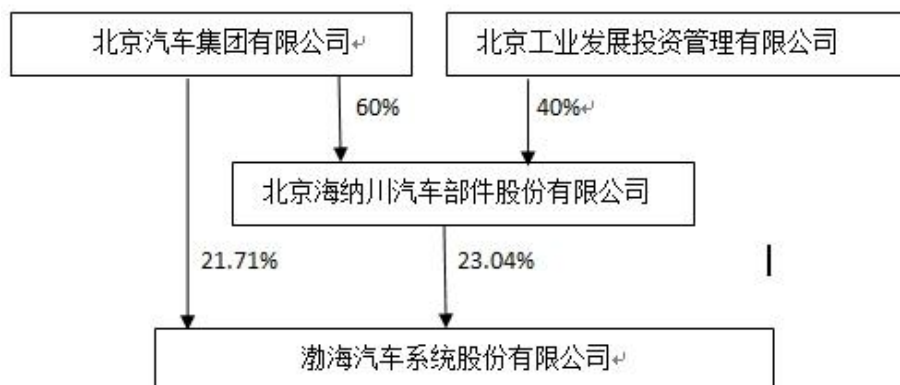 北京汽车集团有限公司
北京工业发展投资管理有限公司
60%
40%
北京海纳川汽车部件股份有限公司
21.71%
23.04%
渤海汽车系统股份有限公司